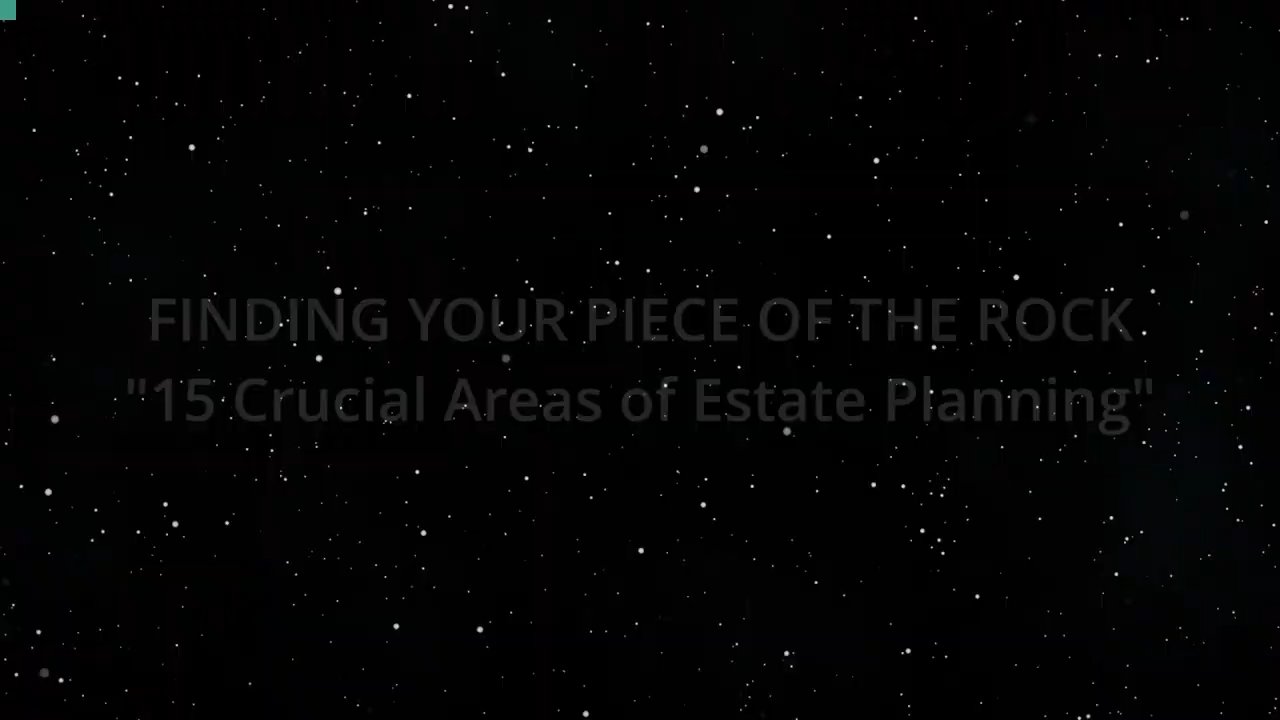 FINDING YOUR PIECE OF THE ROCK
"15 Crucial Areas of Estate Planning"